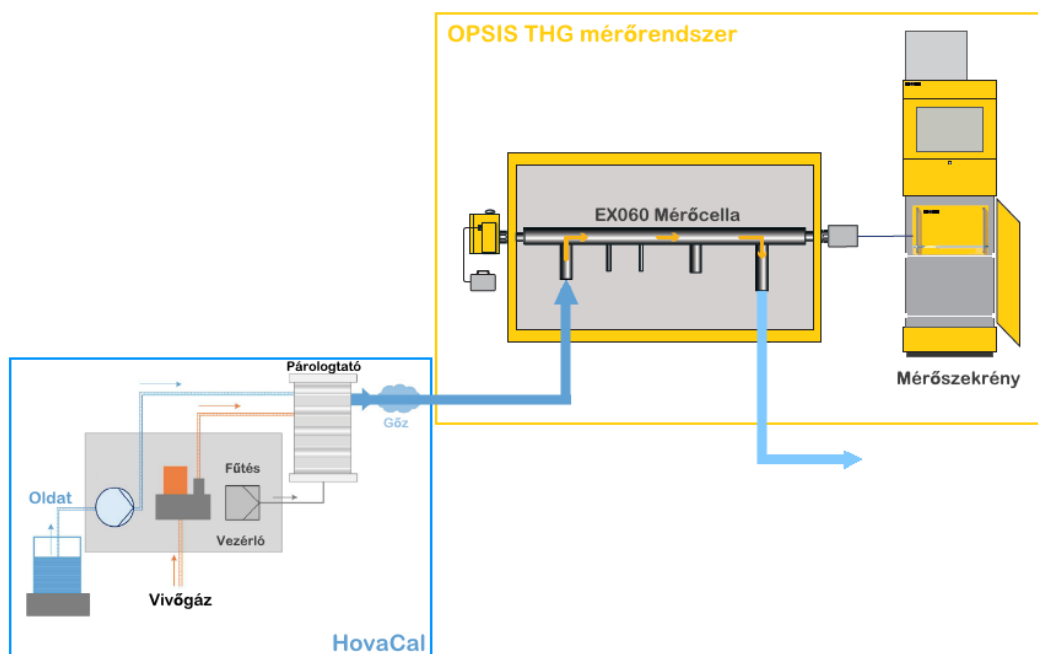 OPSIS THG mérőrendszer
EX060 Mérőcella
Mérőszekrény
Párologtató
Gőz
Fűtés
Oldat
Vezérlő
Vivőgáz
HovaCal